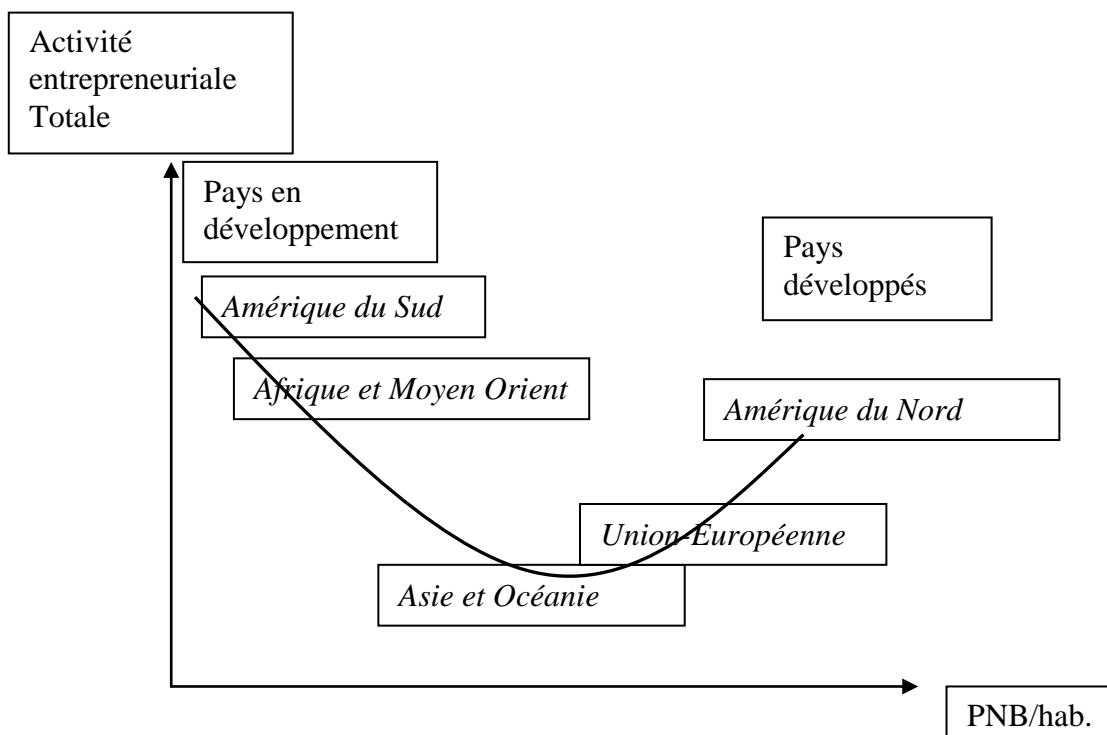 Activité
entrepreneuriale
Totale
Pays en
développement
Pays
développés
Amérique du Sud
Afrique et Moyen Orient
Amérique du Nord
Union-Européenne
Asie et Océanie
PNB/hab.